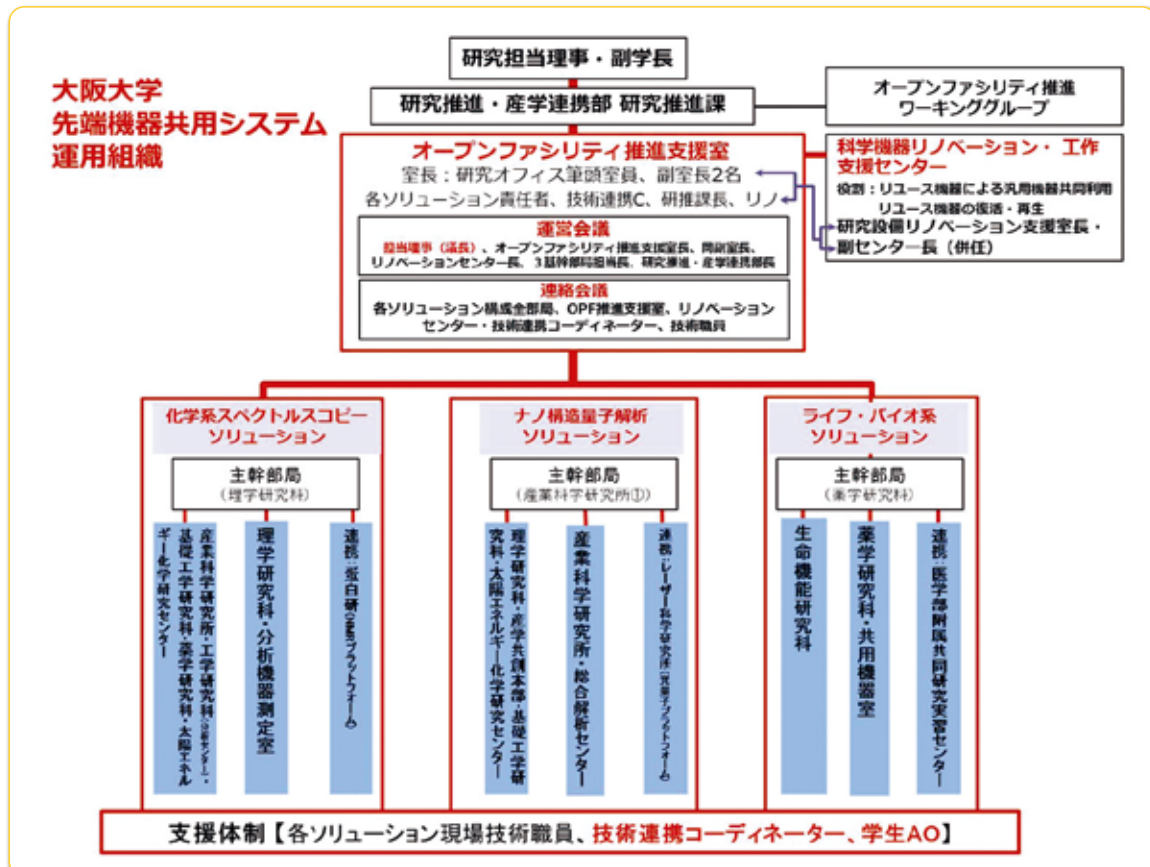 大阪大学
先端機器共用システム
運用組織
研究担当理事・副学長
研究推進・産学連携部 研究推進課
オープンファシリティ推進
ワーキンググループ
オープンファシリティ推進支援室
室長：研究オフィス筆頭室員、副室長2名
各ソリューション責任者、技術連携C、研推課長、リノ
運営会議
担当理事（議長）、オープンファシリティ推進支援室長、同副室長、
リノベーションセンター長、3基幹部局担当長、研究推進・産学連携部長
連絡会議
各ソリューション構成全部局、OPF推進支援室、リノベーション
センター・技術連携コーディネーター、技術職員
科学機器リノベーション・ 工作
支援センター
役割：リユース機器による汎用機器共同利用
リユース機器の復活・再生
研究設備リノベーション支援室長・
副センター長（併任）
化学系スペクトルスコピー
ソリューション
主幹部局
（理学研究科）
産業科学研究所・工学研究科（分析センター）・
基礎工学研究科・薬学研究科・太陽エネル
ギー化学研究センター
理学研究科・分析機器測定室
連携：蛋白研（NMRプラットフォーム）
ナノ構造量子解析
ソリューション
主幹部局
（産業科学研究所①）
理学研究科・産学共創本部・基礎工学研
究科・太陽エネルギー化学研究センター
産業科学研究所・総合解析センター
連携：レーザー科学研究所（光量子プラットフォーム）
ライフ・バイオ系
ソリューション
主幹部局
（薬学研究科）
生命機能研究科
薬学研究科・共用機器室
連携：医学部附属共同研究実習センター
支援体制【各ソリューション現場技術職員、技術連携コーディネーター、学生AO】